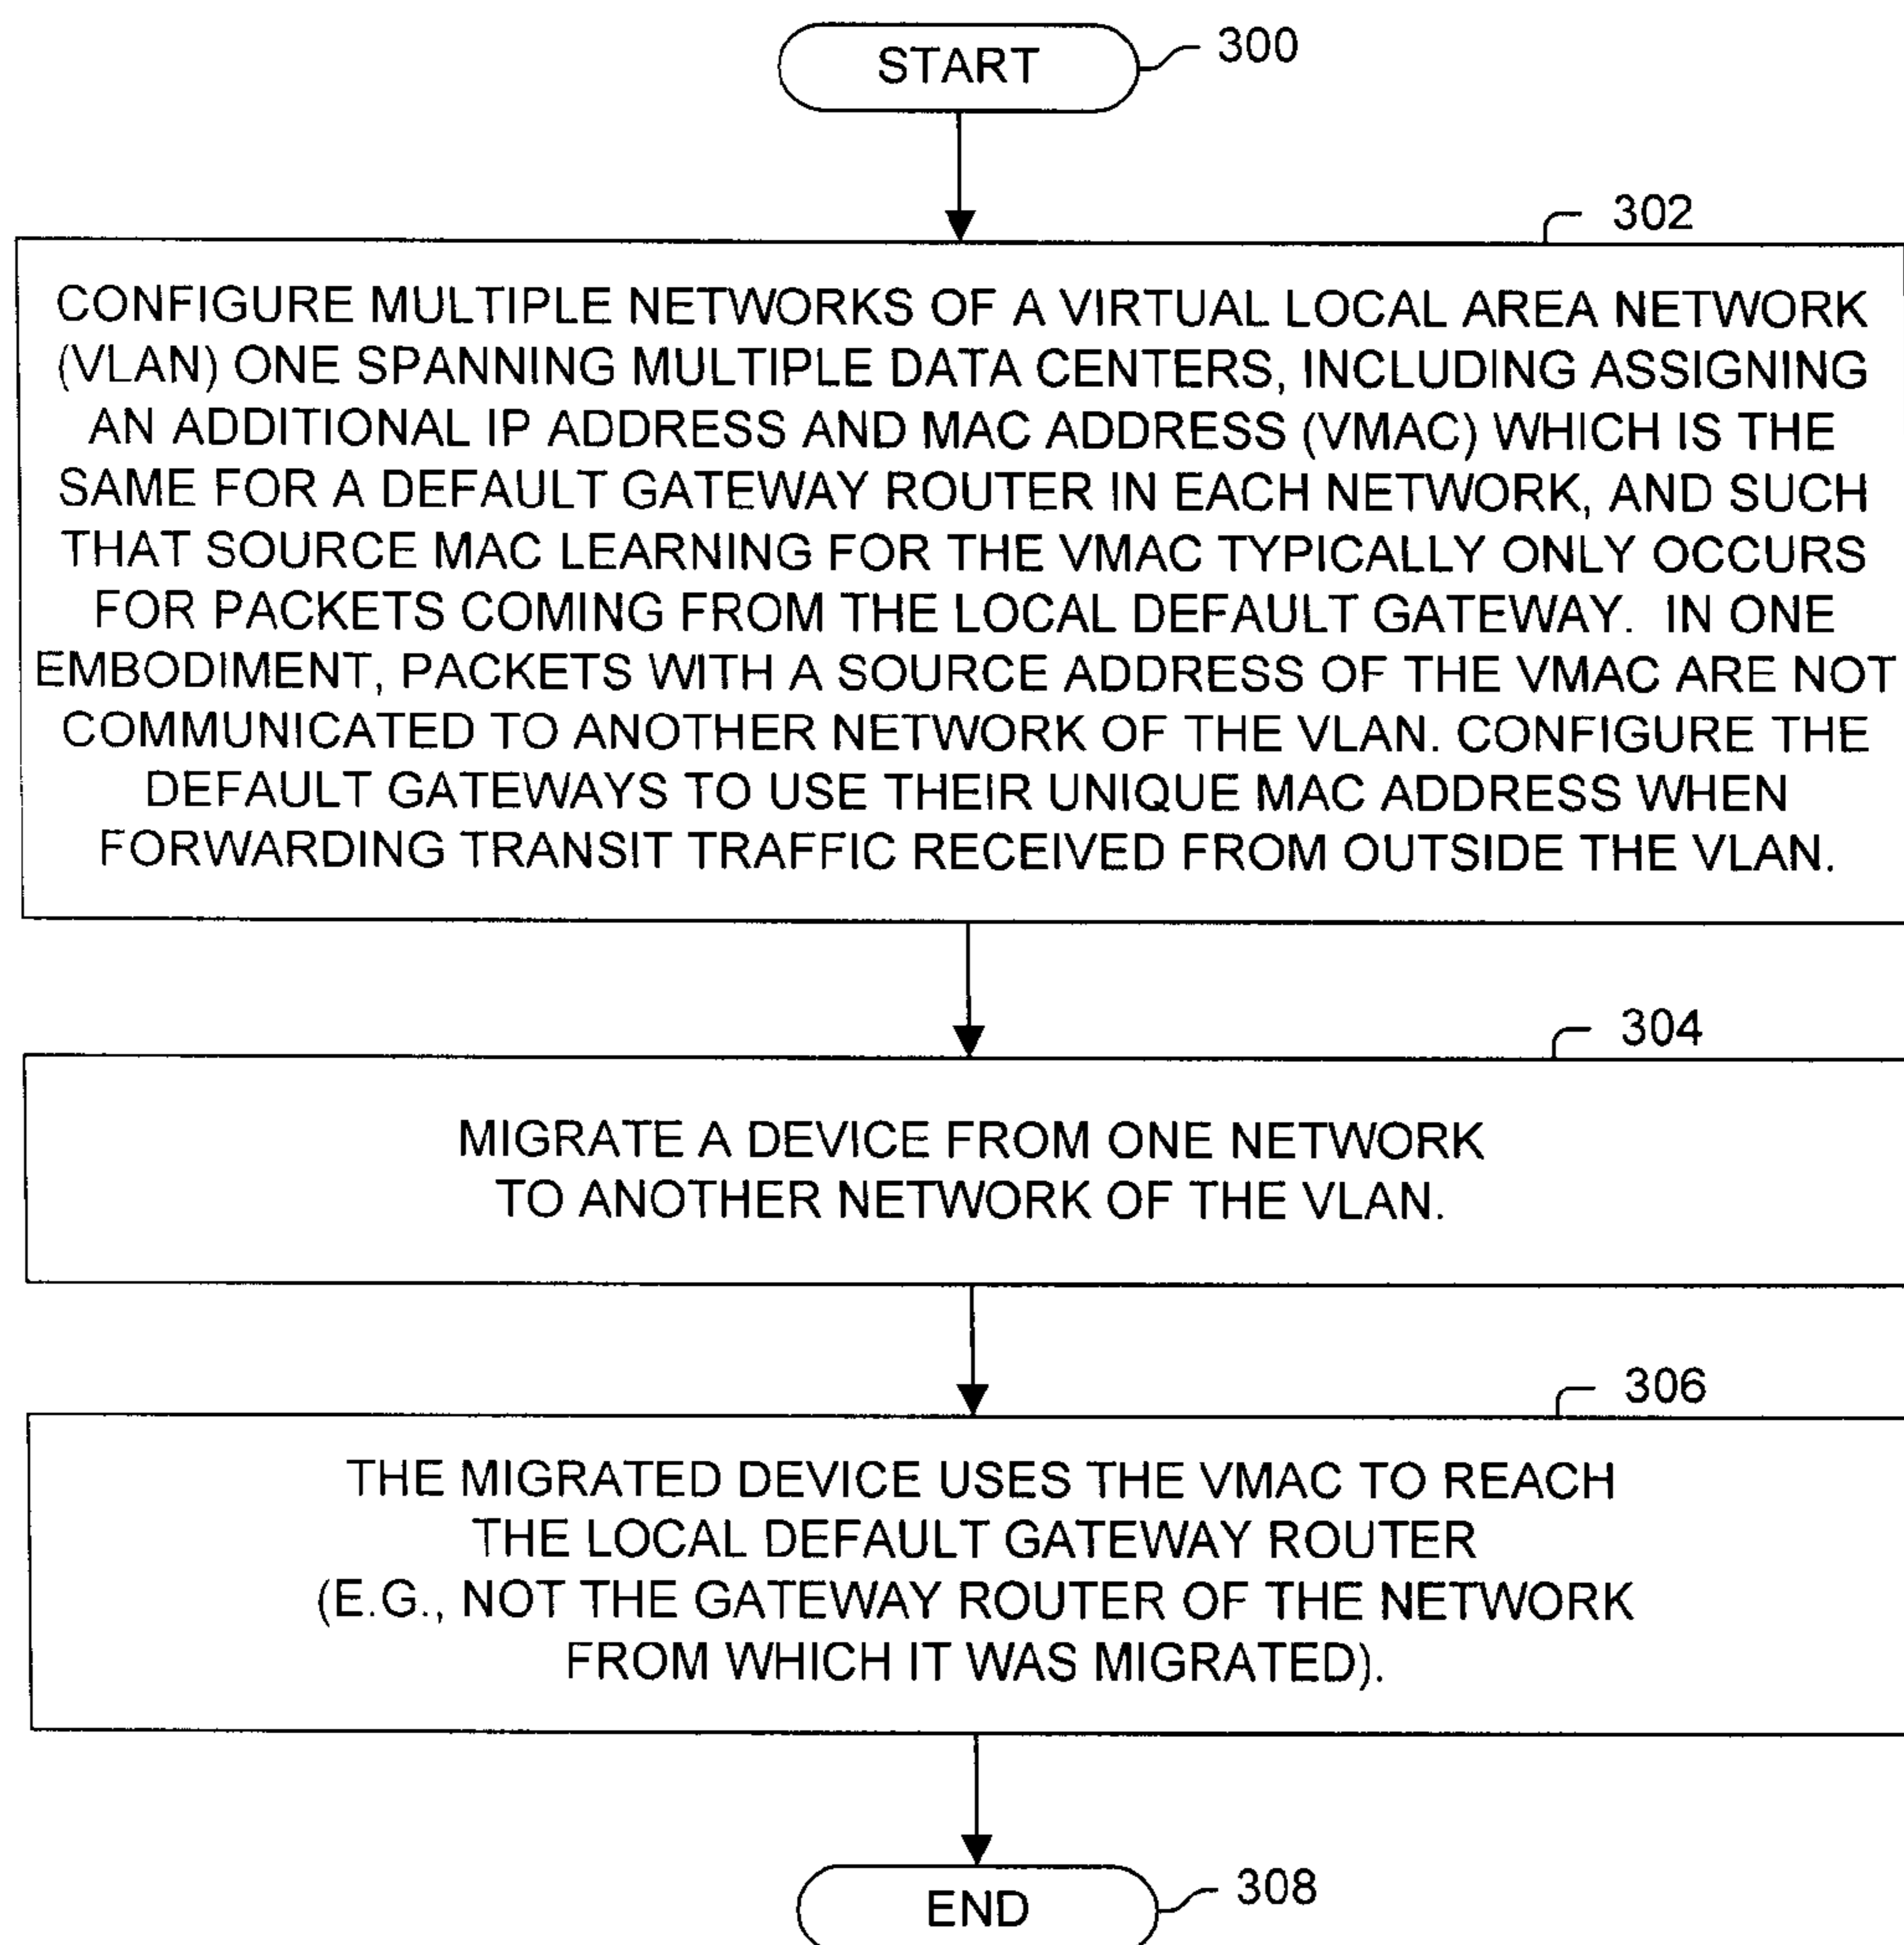 START
300
302
CONFIGURE MULTIPLE NETWORKS OF A VIRTUAL LOCAL AREA NETWORK
(VLAN) ONE SPANNING MULTIPLE DATA CENTERS, INCLUDING ASSIGNING
AN ADDITIONAL IP ADDRESS AND MAC ADDRESS (VMAC) WHICH IS THE
SAME FOR A DEFAULT GATEWAY ROUTER IN EACH NETWORK, AND SUCH
THAT SOURCE MAC LEARNING FOR THE VMAC TYPICALLY ONLY OCCURS
FOR PACKETS COMING FROM THE LOCAL DEFAULT GATEWAY. IN ONE
EMBODIMENT, PACKETS WITH A SOURCE ADDRESS OF THE VMAC ARE NOT
COMMUNICATED TO ANOTHER NETWORK OF THE VLAN. CONFIGURE THE
DEFAULT GATEWAYS TO USE THEIR UNIQUE MAC ADDRESS WHEN
FORWARDING TRANSIT TRAFFIC RECEIVED FROM OUTSIDE THE VLAN.
304
MIGRATE A DEVICE FROM ONE NETWORK
TO ANOTHER NETWORK OF THE VLAN.
306
THE MIGRATED DEVICE USES THE VMAC TO REACH
THE LOCAL DEFAULT GATEWAY ROUTER
(E.G., NOT THE GATEWAY ROUTER OF THE NETWORK
FROM WHICH IT WAS MIGRATED).
END
308